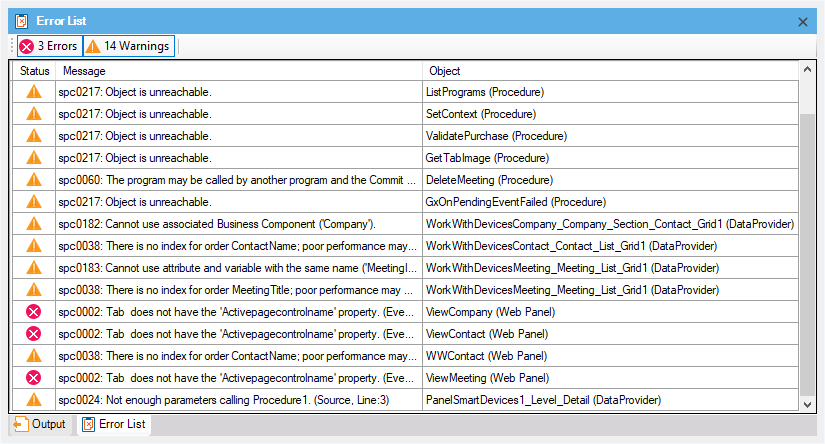 Error List
3 Errors 14 Warnings
Status Message Object
spc0217: Object is unreachable. ListPrograms (Procedure)
spc0217: Object is unreachable. SetContext (Procedure)
spc0217: Object is unreachable. ValidatePurchase (Procedure)
spc0217: Object is unreachable. GetTabImage (Procedure)
spc0060: The program may be called by another program and the Commit ... DeleteMeeting (Procedure)
spc0217: Object is unreachable. GxOnPendingEventFailed (Procedure)
spc0182: Cannot use associated Business Component ('Company'). WorkWithDevicesCompany_Company_Section_Contact_Grid1 (DataProvider)
spc0038: There is no index for order ContactName; poor perfomance may... WorkWithDevicesContact_Contact_List_Grid1 (DataProvider)
spc0183: Cannot use attribute and variable with the same name ('MeetingI... WorkWithDevicesMeeting_Meeting_List_Grid1 (DataProvider)
spc0038: There is no index for order MeetingTitle; poor perfomance may ... WorkWithDevicesMeeting_Meeting_List_Grid1 (DataProvider)
spc0002: Tab does not have the 'Activepagecontrolname' property. (Eve... ViewCompany (Web Panel)
spc0002: Tab does not have the 'Activepagecontrolname' property. (Eve... ViewContact (Web Panel)
spc0038: There is no index for order ContactName; poor perfomance may... WWContact (Web Panel)
spc0002: Tab does not have the 'Activepagecontrolname' property. (Eve... ViewMeeting (Web Panel)
spc0024: Not enough parameters calling Procedure1. (Source, Line:3) PanelSmartDevices1_Level_Detail (DataProvider)
Output Error List